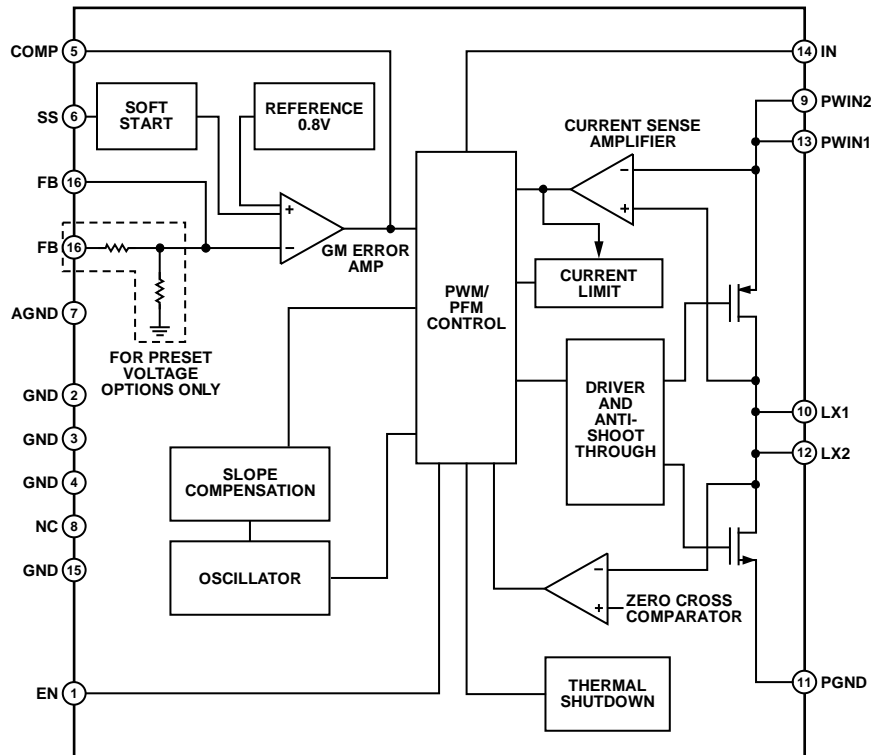 COMP 5
SS 6
FB 16
FB 16
AGND 7
GND 2
GND 3
GND 4
NC 8
GND 15
EN 1
SOFT
START
REFERENCE
0.8V
+
−
GM ERROR
AMP
FOR PRESET
VOLTAGE
OPTIONS ONLY
SLOPE
COMPENSATION
OSCILLATOR
PWM/
PFM
CONTROL
CURRENT SENSE
AMPLIFIER
−
+
CURRENT
LIMIT
DRIVER
AND
ANTI-
SHOOT
THROUGH
−
+
ZERO CROSS
COMPARATOR
THERMAL
SHUTDOWN
14 IN
9 PWIN2
13 PWIN1
10 LX1
12 LX2
11 PGND